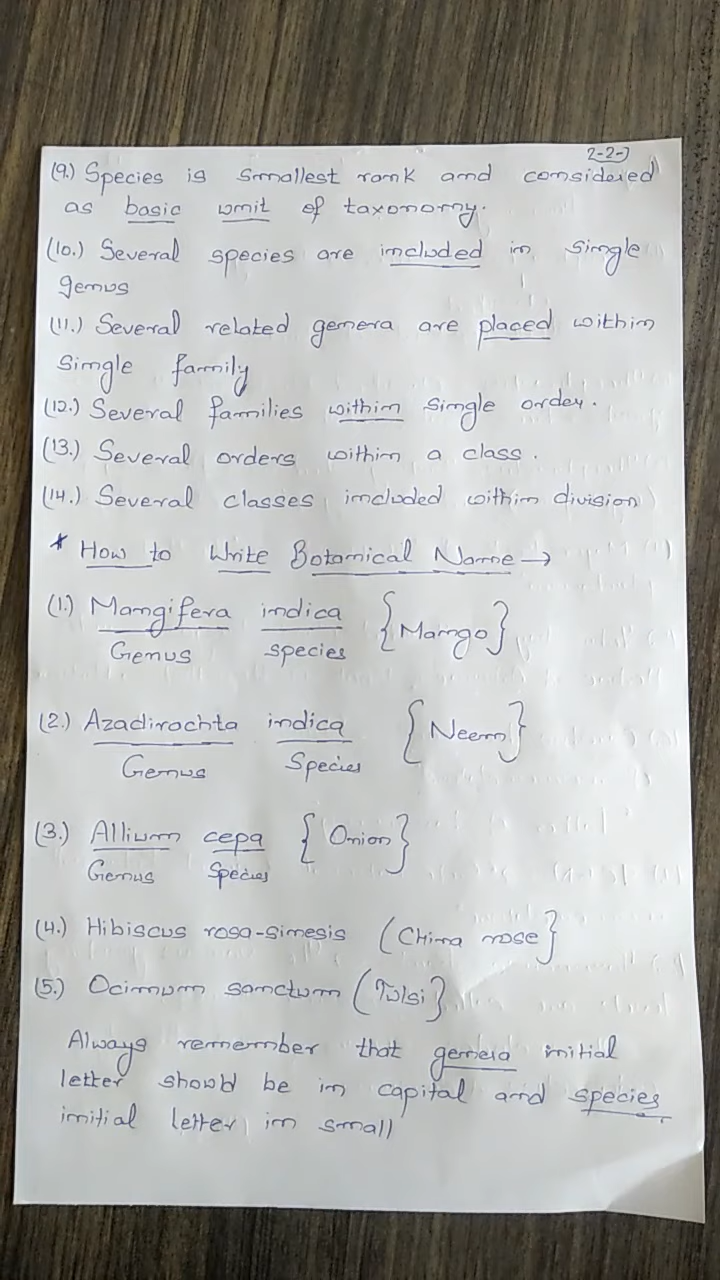 2-2-J
(9.) Species is smallest rank and considered
as basic unit of taxonomy.
(10.) Several species are included in single
genus
(11.) Several related genera are placed within
single family
(12.) Several families within single order.
(13.) Several orders within a class.
(14.) Several classes included within division
* How to Write Botanical Name →
(1.) Mangifera indica {Mango}
Genus species
(2.) Azadirachta indica {Neem}
Genus Species
(3.) Allium cepa {Onion}
Genus Species
(4.) Hibiscus rosa-sinesis (China rose}
(5.) Ocimum sanctum (Tulsi}
Always remember that genera initial
letter should be in capital and species
initial letter in small